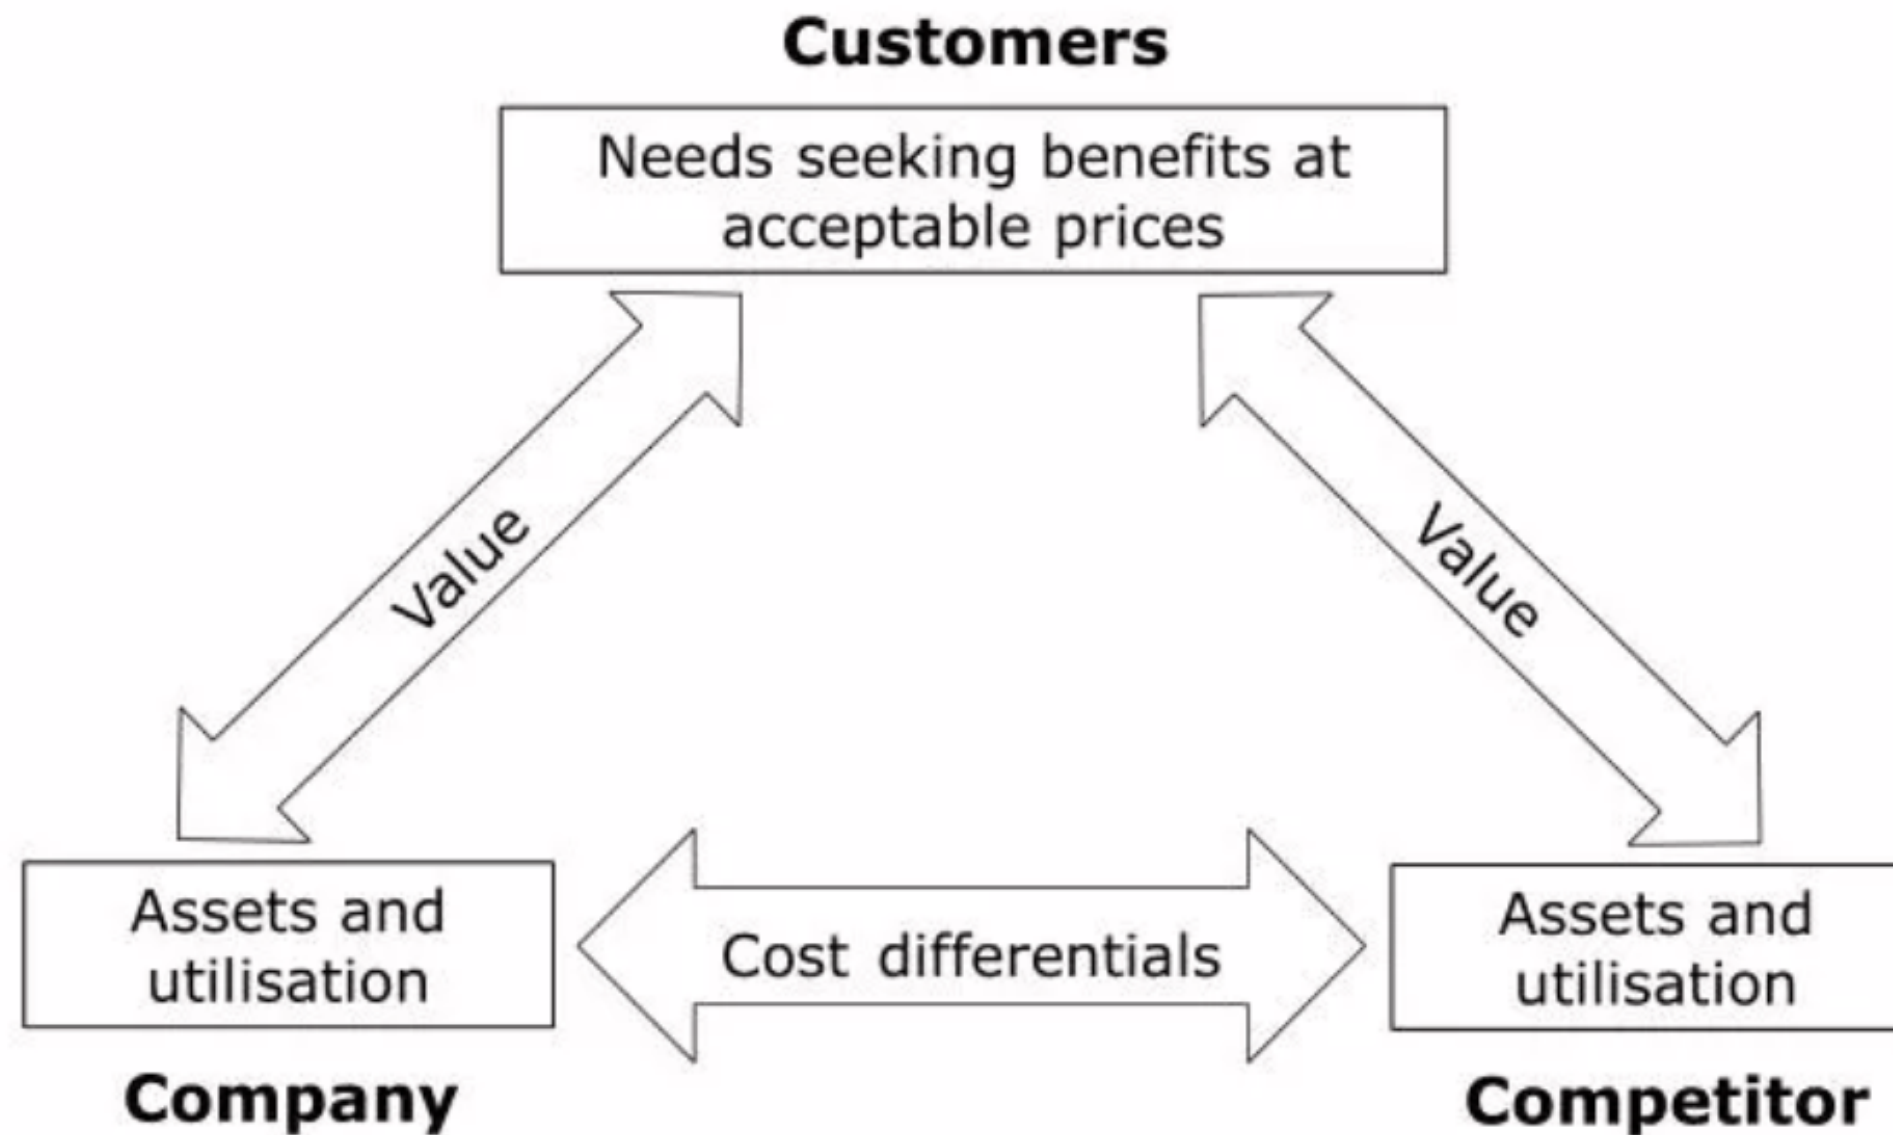 Customers
Needs seeking benefits at
acceptable prices
Value
Value
Assets and
utilisation
Cost differentials
Assets and
utilisation
Company
Competitor